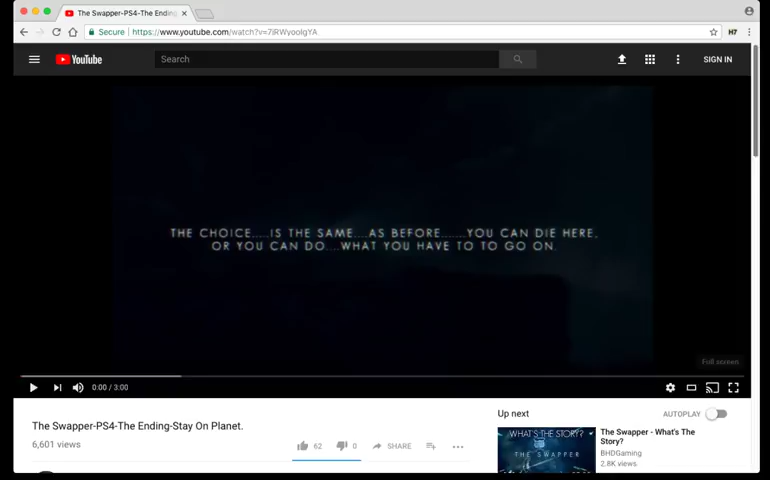 The Swapper-PS4-The Ending
Secure https://www.youtube.com/watch?v=7iRWyooIgYA
H7
YouTube
Search
SIGN IN
THE CHOICE....IS THE SAME....AS BEFORE.......YOU CAN DIE HERE,
OR YOU CAN DO....WHAT YOU HAVE TO TO GO ON.
Full screen
0:00 / 3:00
The Swapper-PS4-The Ending-Stay On Planet.
6,601 views
62
0
SHARE
Up next
AUTOPLAY
WHAT'S THE STORY?
THE SWAPPER
The Swapper - What's The
Story?
BHDGaming
2.8K views